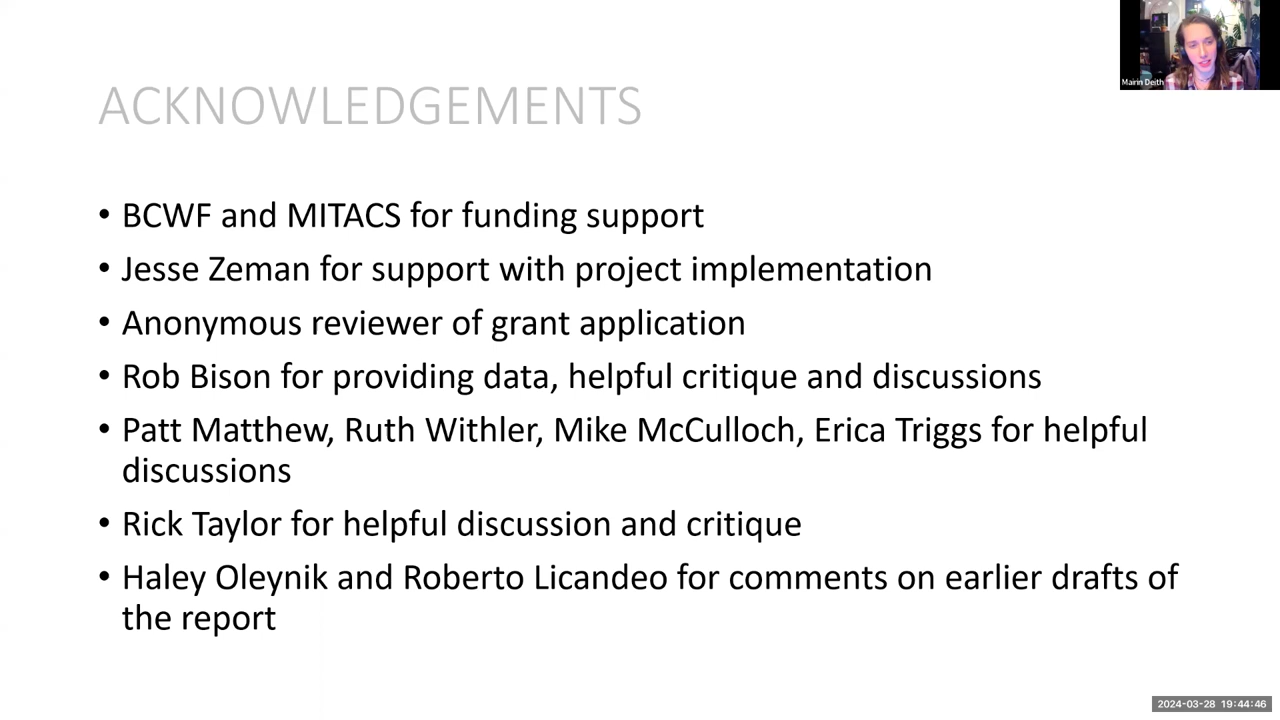 Mairin Deith
ACKNOWLEDGEMENTS
• BCWF and MITACS for funding support
• Jesse Zeman for support with project implementation
• Anonymous reviewer of grant application
• Rob Bison for providing data, helpful critique and discussions
• Patt Matthew, Ruth Withler, Mike McCulloch, Erica Triggs for helpful
discussions
• Rick Taylor for helpful discussion and critique
• Haley Oleynik and Roberto Licandeo for comments on earlier drafts of
the report
2024-03-28 19:44:46